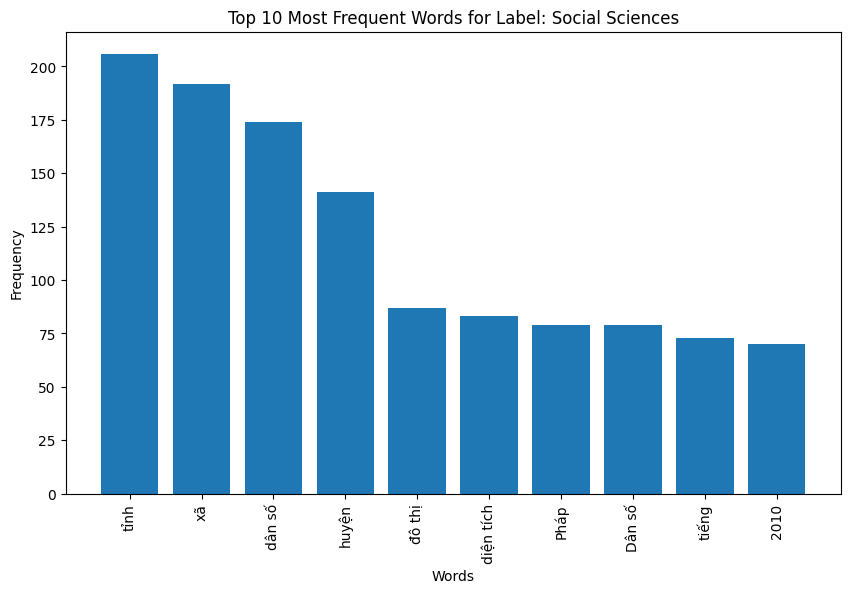 Top 10 Most Frequent Words for Label: Social Sciences
Frequency
200
175
150
125
100
75
50
25
0
tỉnh
xã
dân số
huyện
đô thị
diện tích
Pháp
Dân số
tiếng
2010
Words